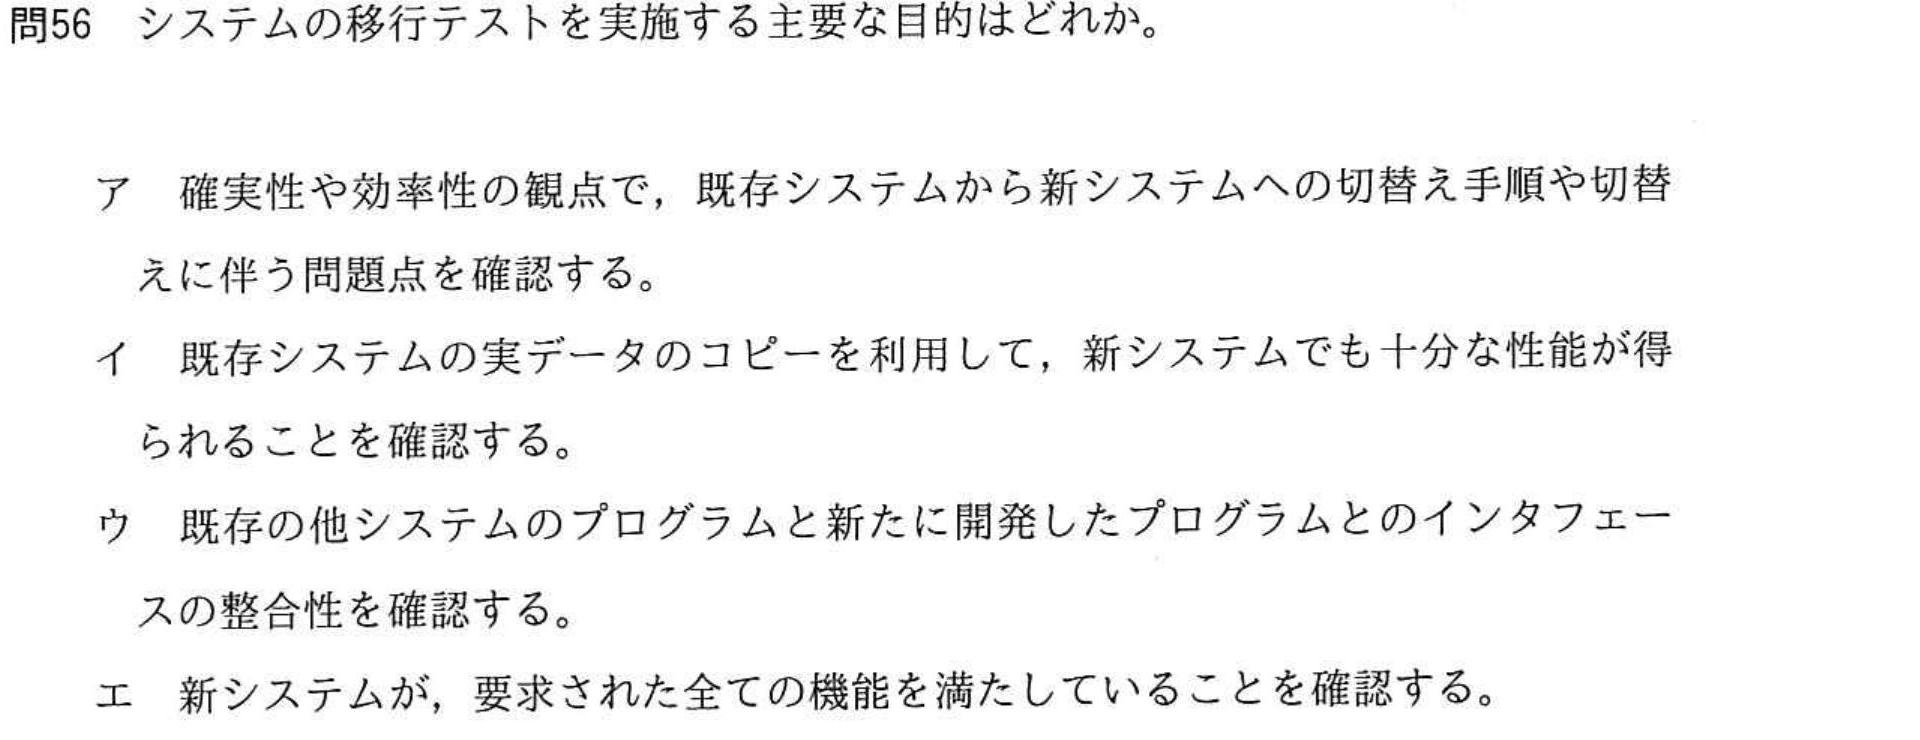 問56　システムの移行テストを実施する主要な目的はどれか。
ア　確実性や効率性の観点で，既存システムから新システムへの切替え手順や切替
えに伴う問題点を確認する。
イ　既存システムの実データのコピーを利用して，新システムでも十分な性能が得
られることを確認する。
ウ　既存の他システムのプログラムと新たに開発したプログラムとのインタフェー
スの整合性を確認する。
エ　新システムが，要求された全ての機能を満たしていることを確認する。